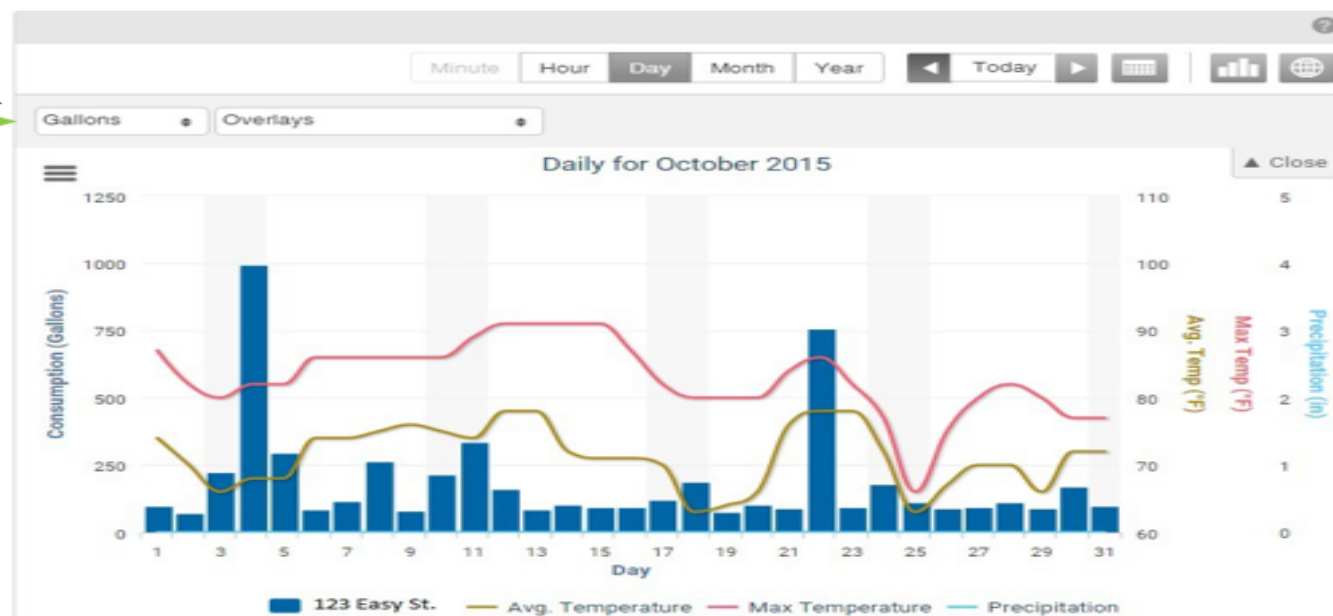 ?
Minute Hour Day Month Year ◀ Today ▶
Gallons Overlays
Daily for October 2015
▲ Close
1250 110 5
1000 100 4
750 90 3
500 80 2
250 70 1
0 60 0
Consumption (Gallons)
Avg. Temp (°F)
Max Temp (°F)
Precipitation (in)
1 3 5 7 9 11 13 15 17 19 21 23 25 27 29 31
Day
123 Easy St. Avg. Temperature Max Temperature Precipitation